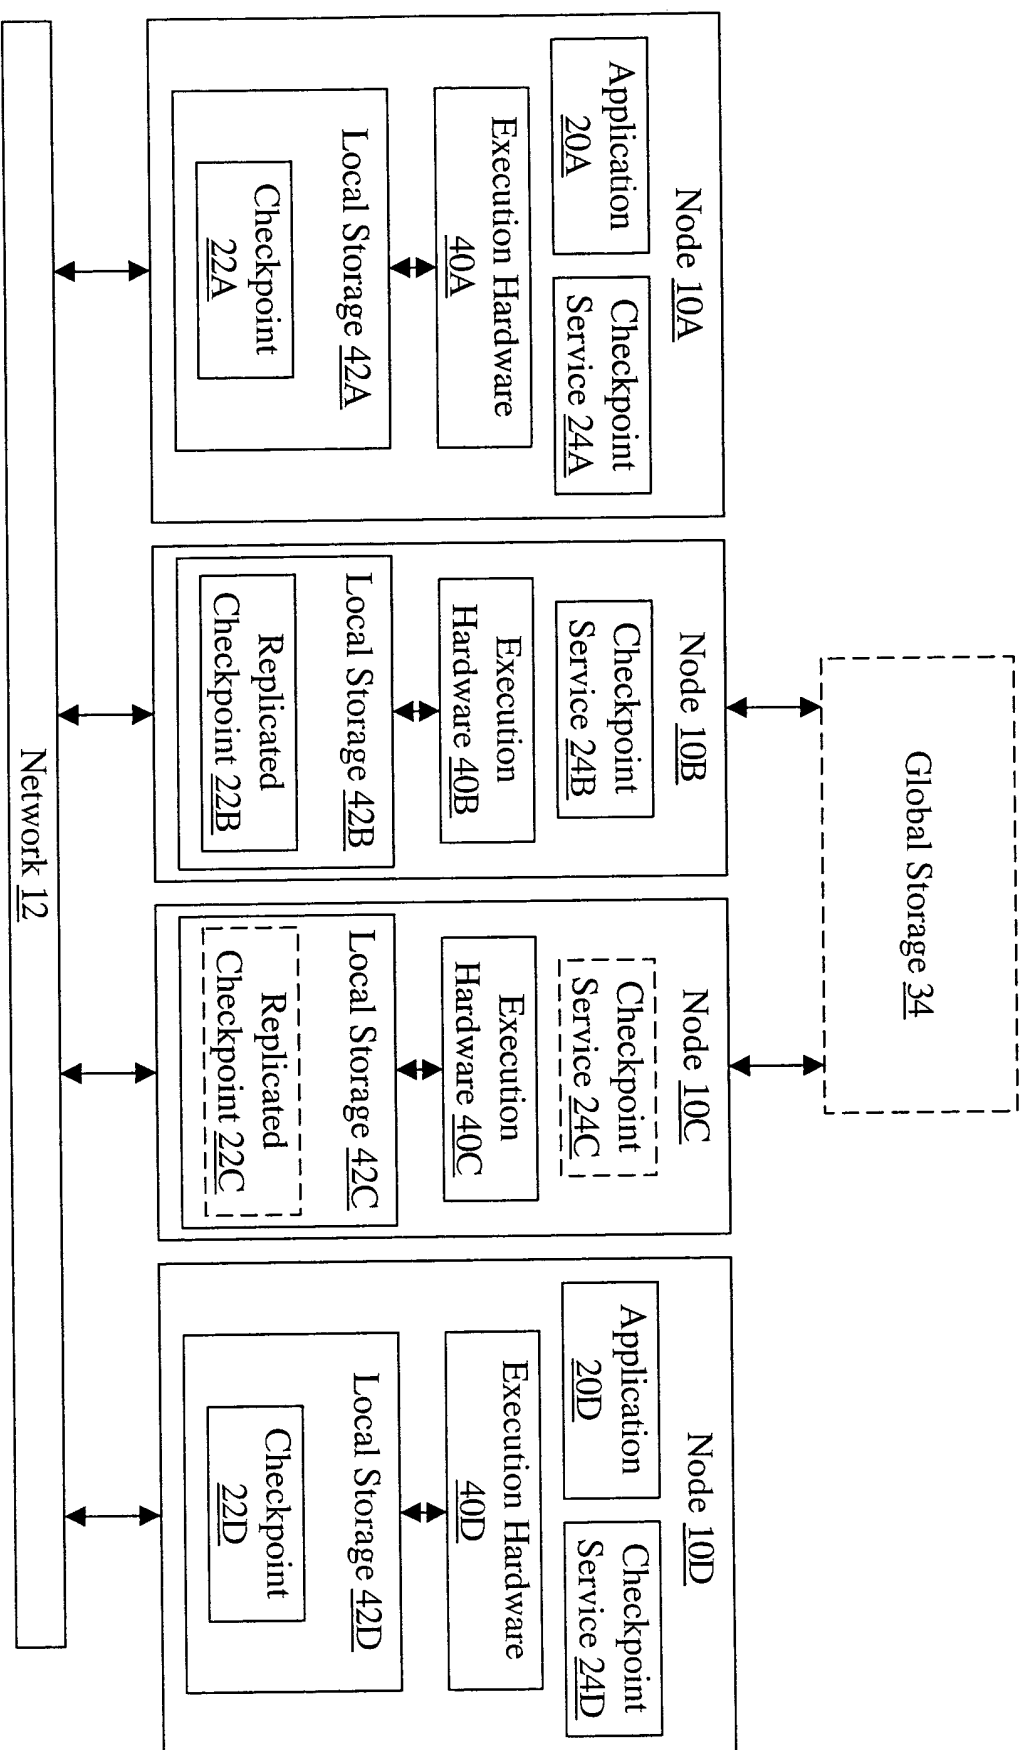 Global Storage 34
Node 10A
Application
20A
Checkpoint
Service 24A
Execution Hardware
40A
Local Storage 42A
Checkpoint
22A
Node 10B
Checkpoint
Service 24B
Execution
Hardware 40B
Local Storage 42B
Replicated
Checkpoint 22B
Node 10C
Checkpoint
Service 24C
Execution
Hardware 40C
Local Storage 42C
Replicated
Checkpoint 22C
Node 10D
Application
20D
Checkpoint
Service 24D
Execution Hardware
40D
Local Storage 42D
Checkpoint
22D
Network 12